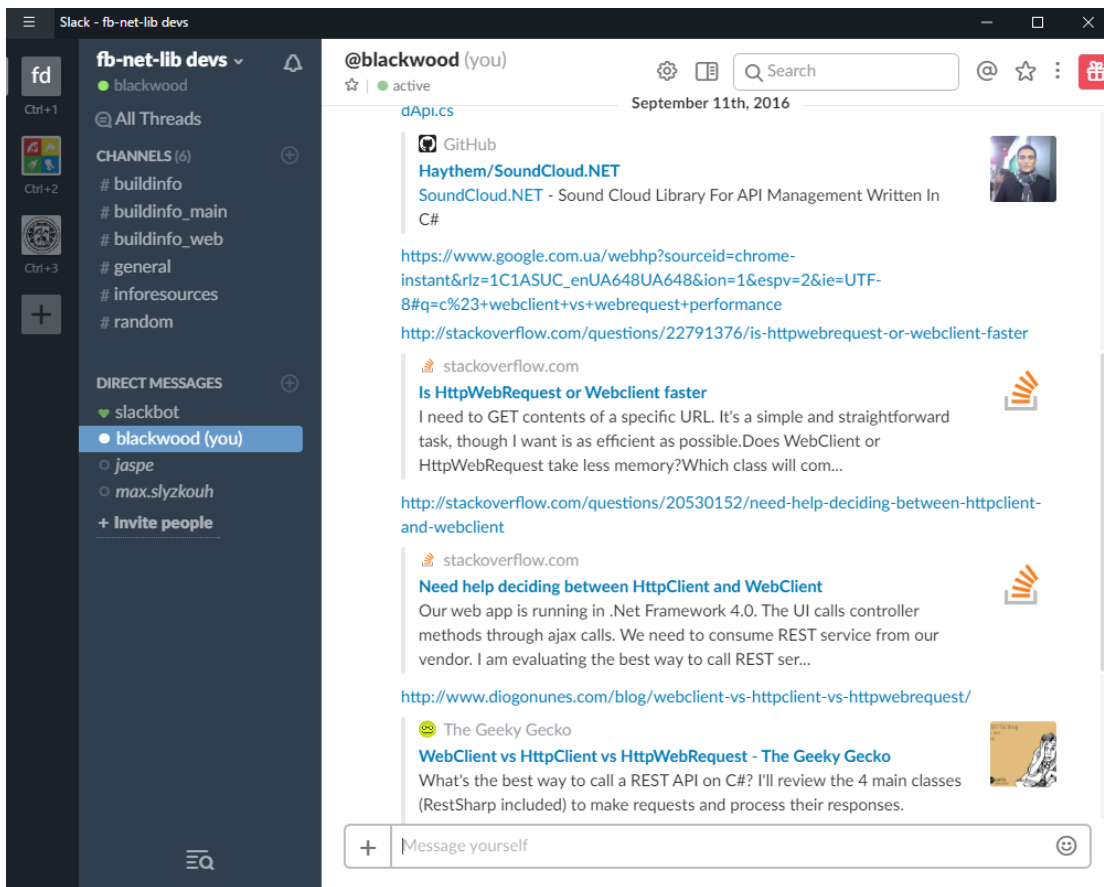 Slack - fb-net-lib devs
fd
Ctrl+1
Ctrl+2
Ctrl+3
fb-net-lib devs
blackwood
All Threads
CHANNELS (6)
# buildinfo
# buildinfo_main
# buildinfo_web
# general
# inforesources
# random
DIRECT MESSAGES
slackbot
blackwood (you)
jaspe
max.slyzkouh
+ Invite people
@blackwood (you)
active
Search
September 11th, 2016
dApi.cs
GitHub
Haythem/SoundCloud.NET
SoundCloud.NET - Sound Cloud Library For API Management Written In
C#
https://www.google.com.ua/webhp?sourceid=chrome-
instant&rlz=1C1ASUC_enUA648UA648&ion=1&espv=2&ie=UTF-
8#q=c%23+webclient+vs+webrequest+performance
http://stackoverflow.com/questions/22791376/is-httpwebrequest-or-webclient-faster
stackoverflow.com
Is HttpWebRequest or Webclient faster
I need to GET contents of a specific URL. It's a simple and straightforward
task, though I want is as efficient as possible.Does WebClient or
HttpWebRequest take less memory?Which class will com...
http://stackoverflow.com/questions/20530152/need-help-deciding-between-httpclient-
and-webclient
stackoverflow.com
Need help deciding between HttpClient and WebClient
Our web app is running in .Net Framework 4.0. The UI calls controller
methods through ajax calls. We need to consume REST service from our
vendor. I am evaluating the best way to call REST ser...
http://www.diogonunes.com/blog/webclient-vs-httpclient-vs-httpwebrequest/
The Geeky Gecko
WebClient vs HttpClient vs HttpWebRequest - The Geeky Gecko
What's the best way to call a REST API on C#? I'll review the 4 main classes
(RestSharp included) to make requests and process their responses.
Message yourself